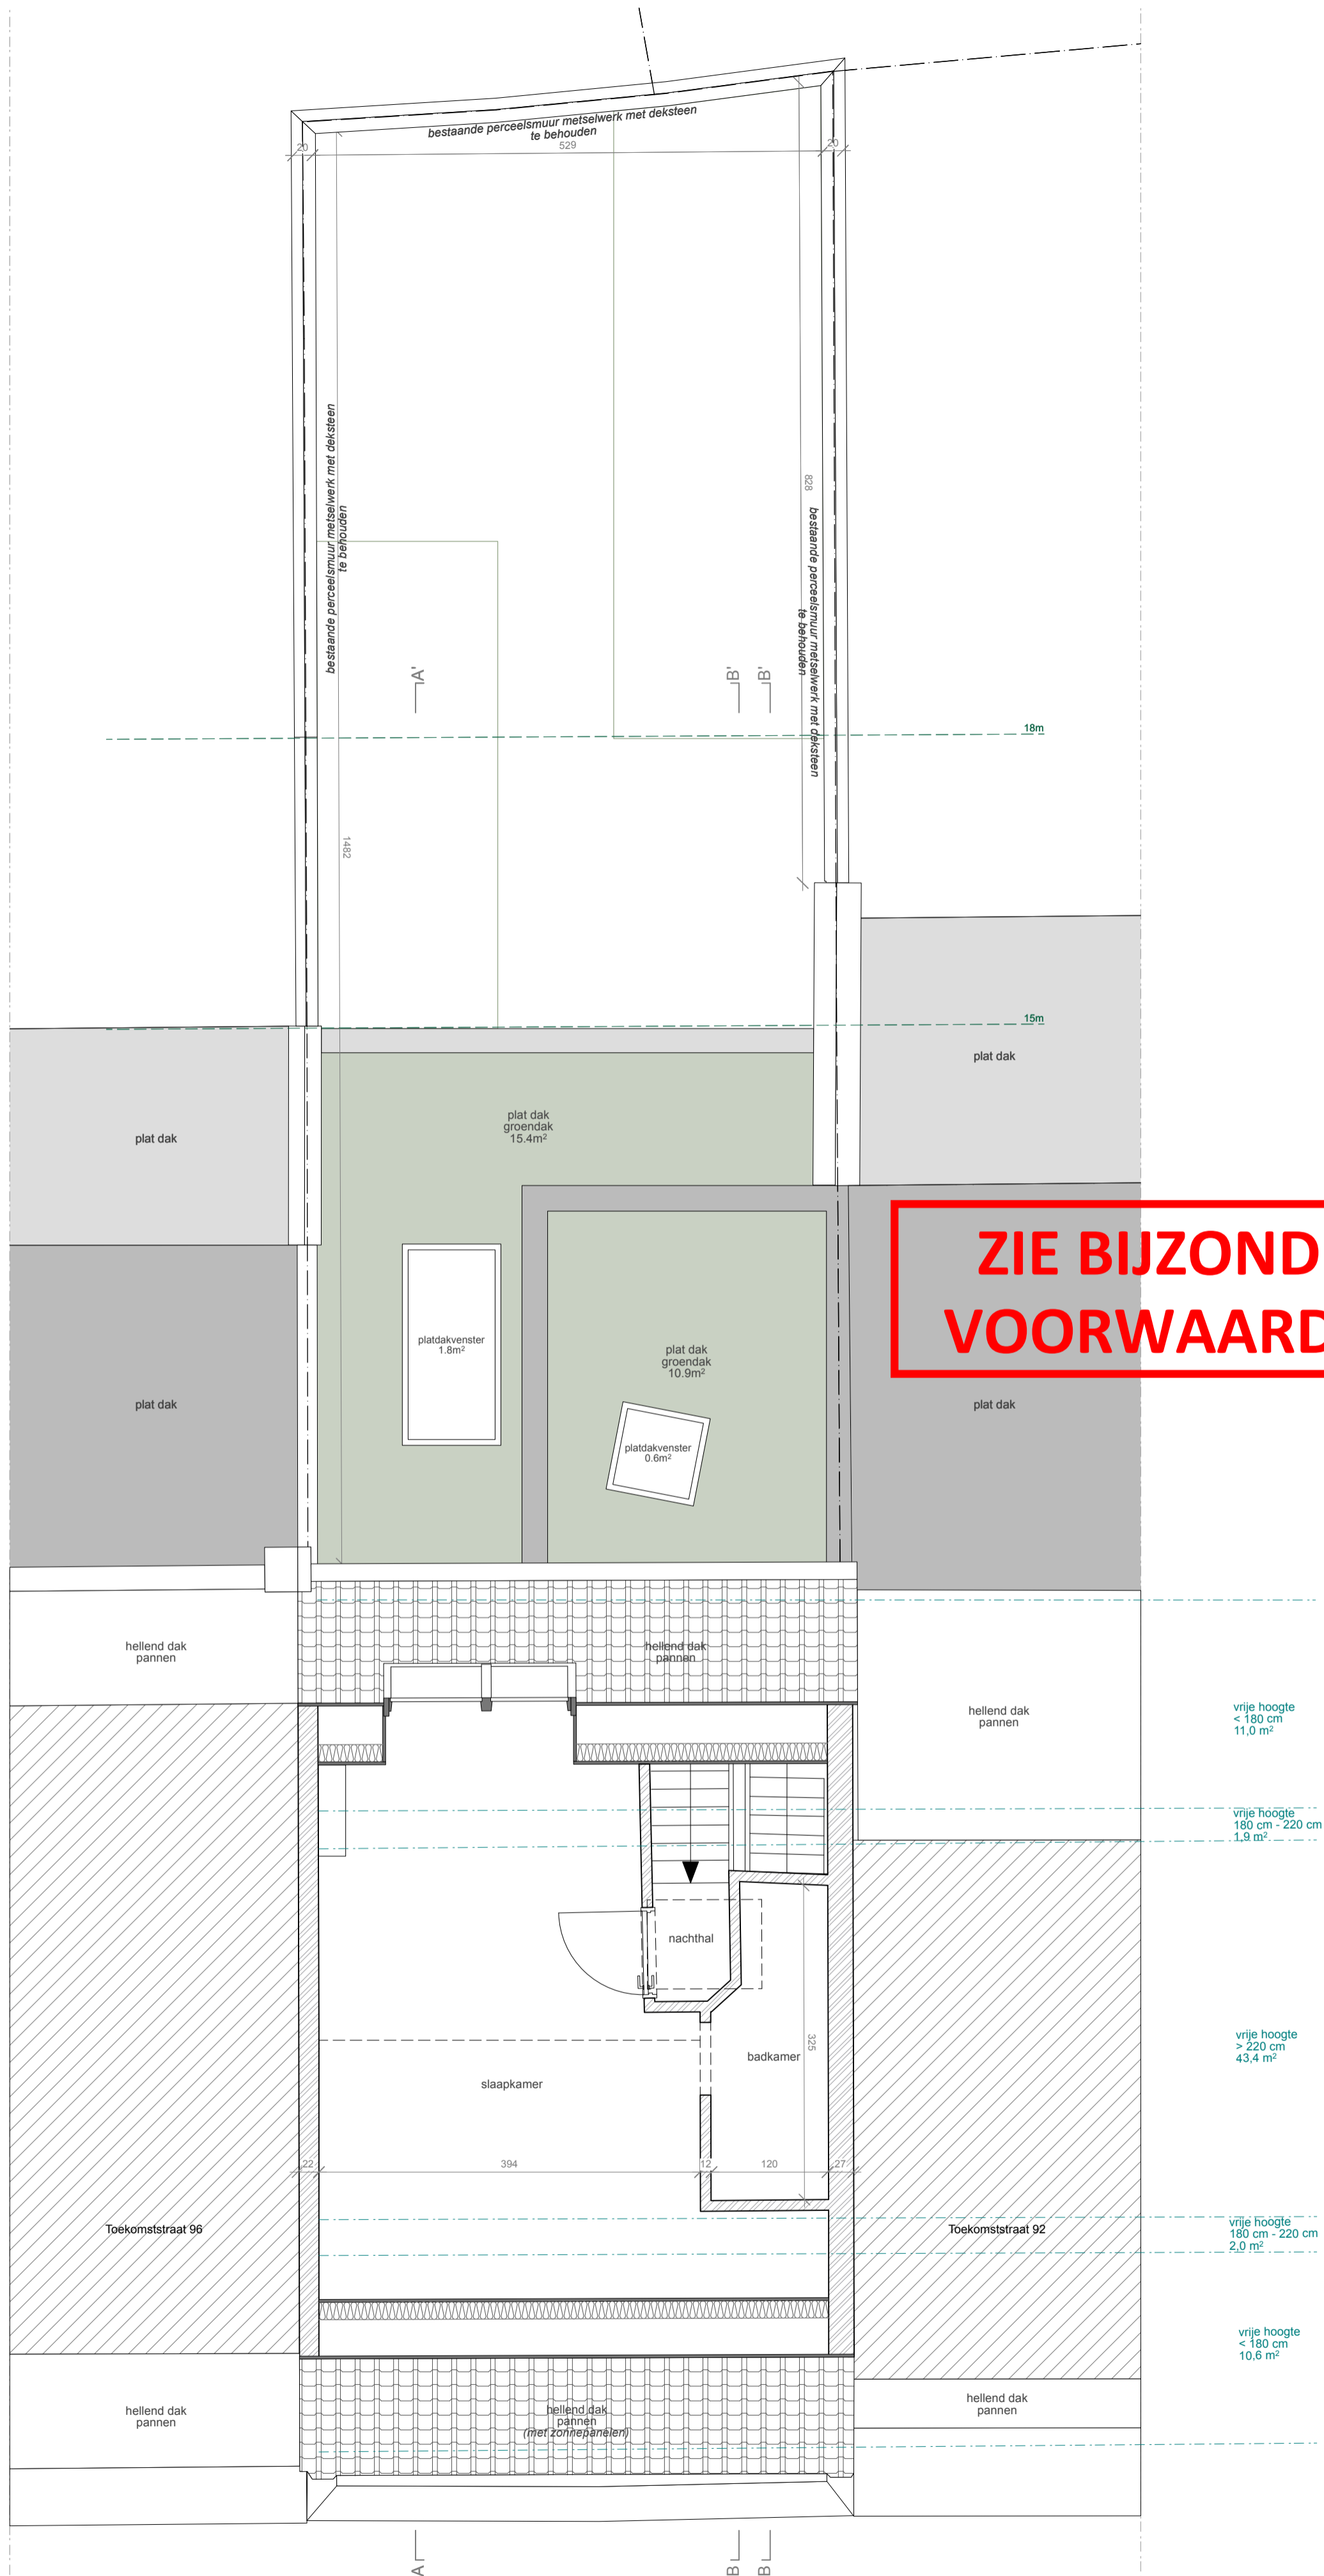 bestaande perceelsmuur metselwerk met deksteen
te behouden
20
529
20
bestaande perceelsmuur metselwerk met deksteen
te behouden
828
bestaande perceelsmuur metselwerk met deksteen
te behouden
A'
B'
B'
18m
1482
15m
plat dak
plat dak
groendak
15.4m²
plat dak
ZIE BIJZOND
VOORWAARD
platdakvenster
1.8m²
plat dak
groendak
10.9m²
plat dak
plat dak
platdakvenster
0.6m²
hellend dak
pannen
hellend dak
pannen
hellend dak
pannen
vrije hoogte
< 180 cm
11,0 m²
vrije hoogte
180 cm - 220 cm
1,9 m²
nachthal
325
badkamer
slaapkamer
vrije hoogte
> 220 cm
43,4 m²
22
394
12
120
27
Toekomststraat 96
Toekomststraat 92
vrije hoogte
180 cm - 220 cm
2,0 m²
vrije hoogte
< 180 cm
10,6 m²
hellend dak
pannen
hellend dak
pannen
(met zonnepanelen)
hellend dak
pannen
A
B
B